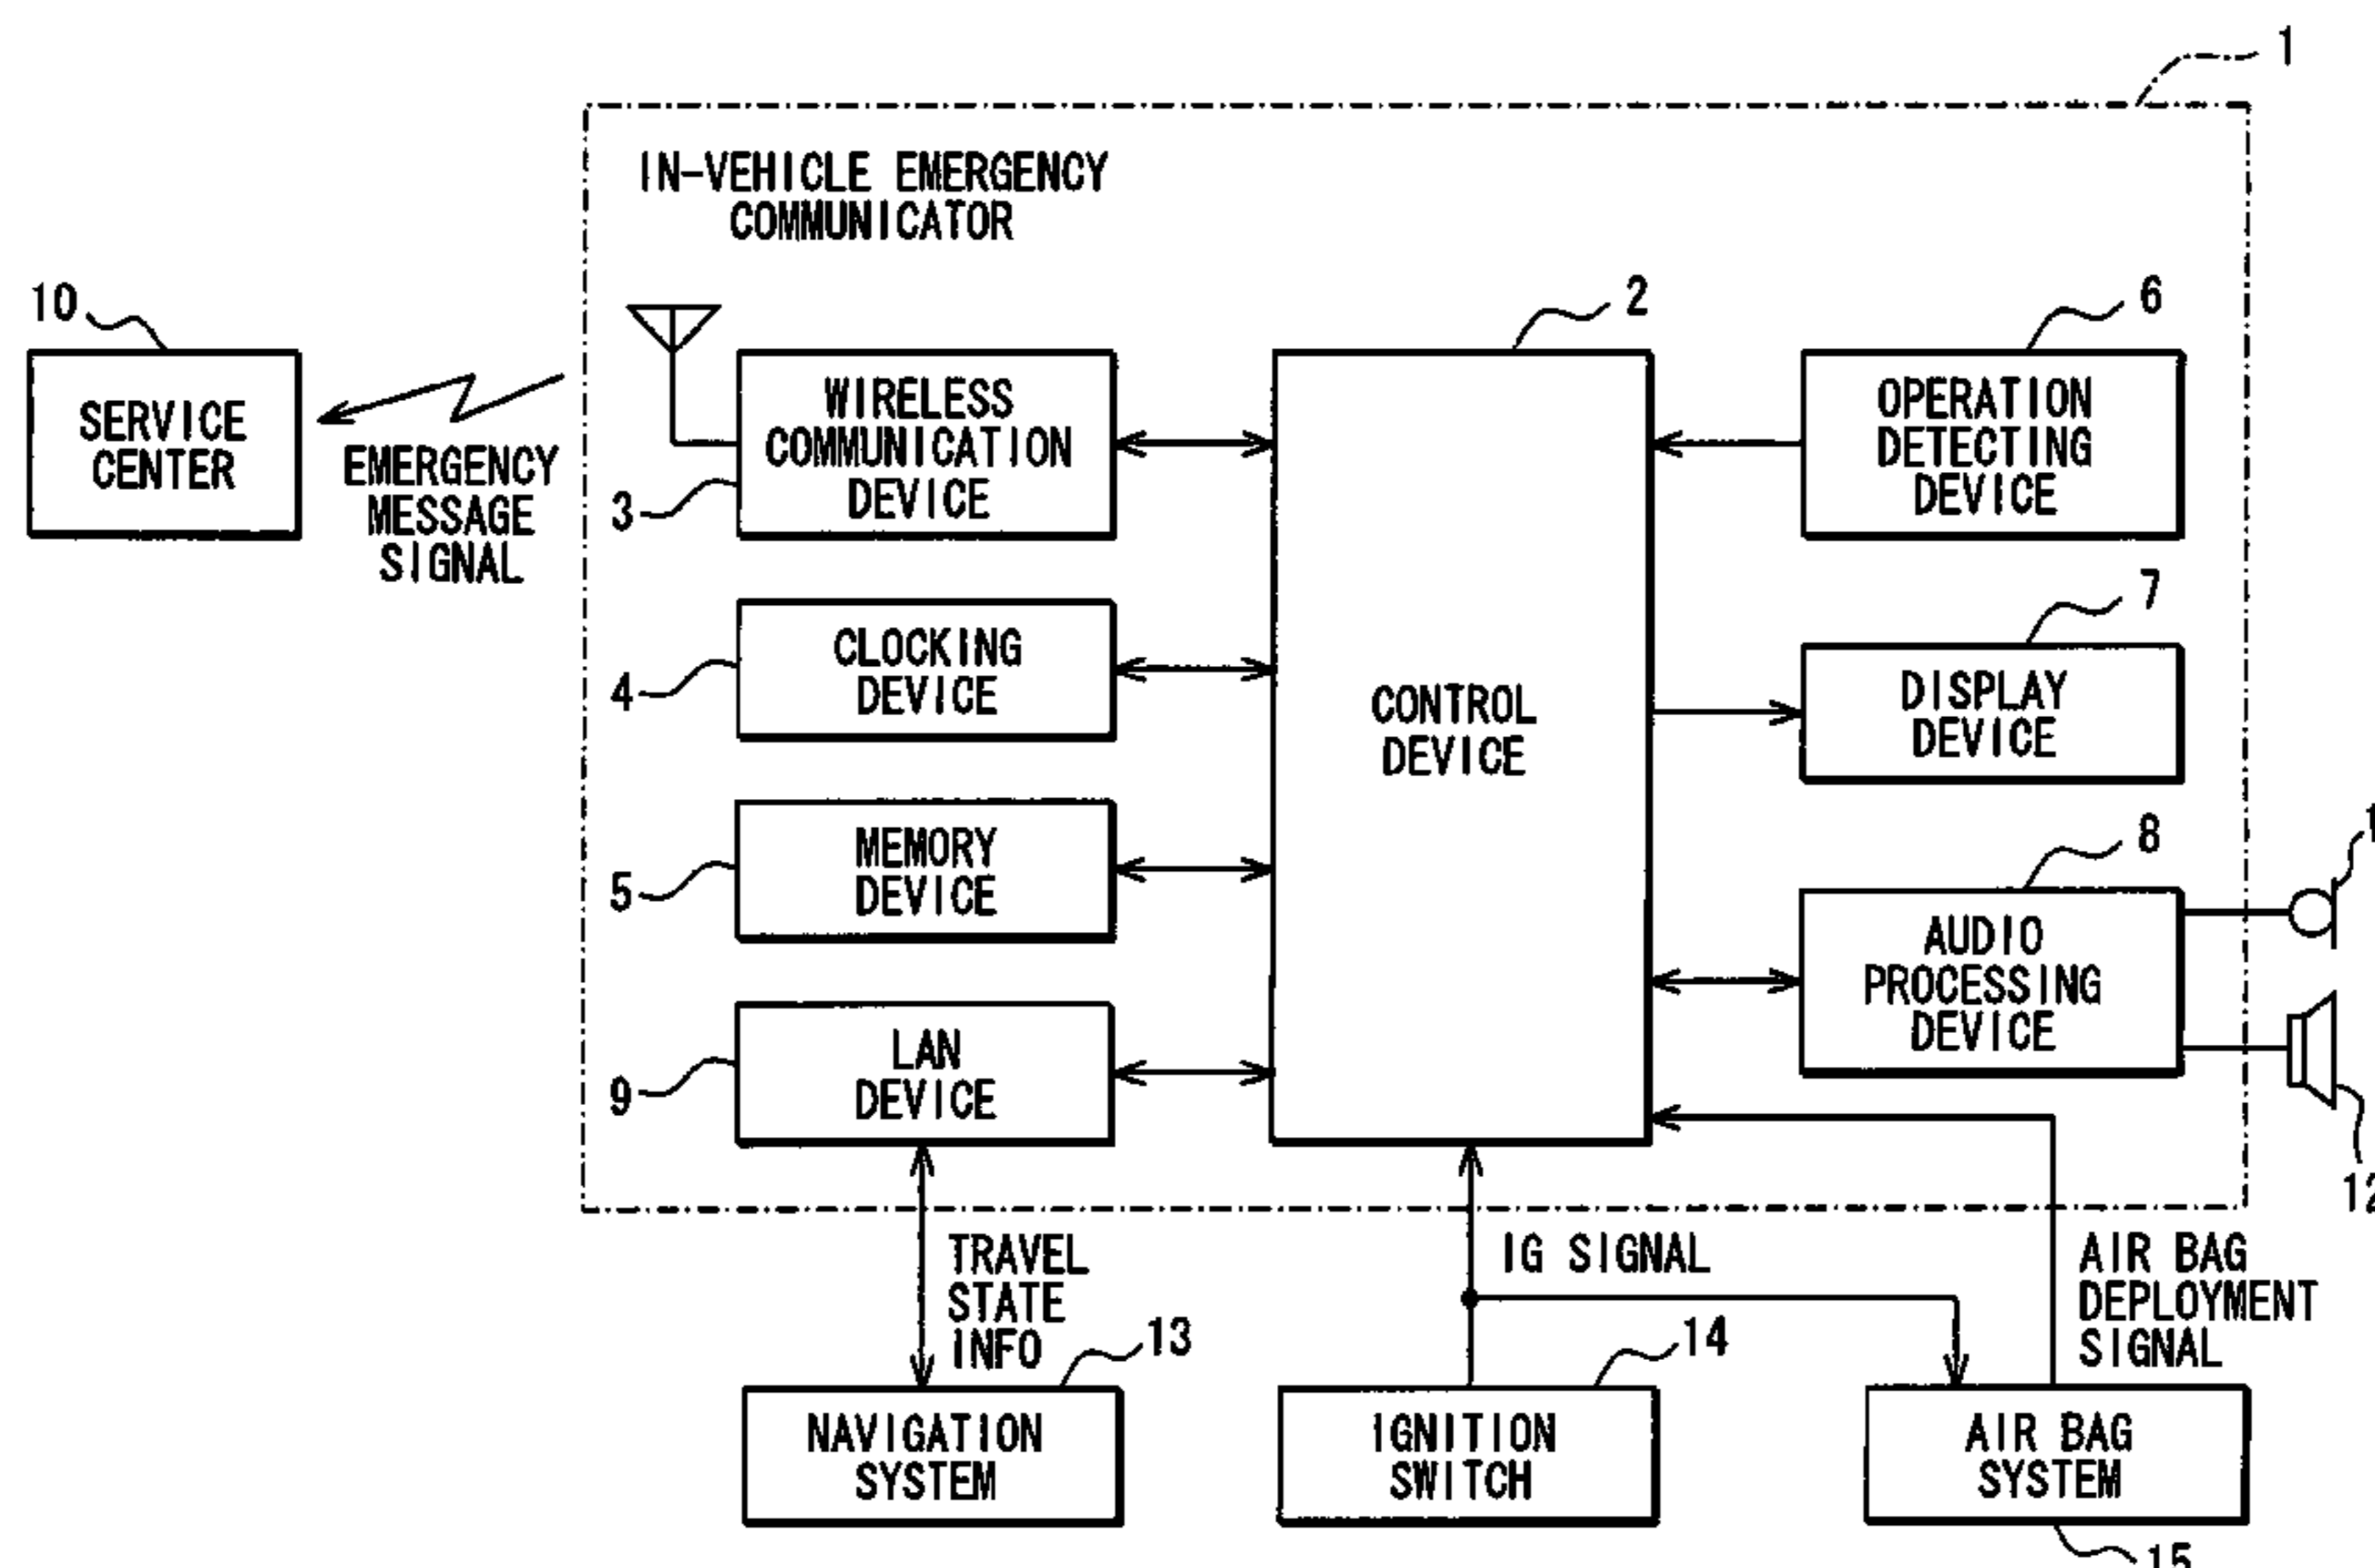 1
IN-VEHICLE EMERGENCY
COMMUNICATOR
10
SERVICE
CENTER
EMERGENCY
MESSAGE
SIGNAL
WIRELESS
COMMUNICATION
DEVICE
3
CLOCKING
DEVICE
4
MEMORY
DEVICE
5
LAN
DEVICE
9
2
CONTROL
DEVICE
6
OPERATION
DETECTING
DEVICE
7
DISPLAY
DEVICE
8
AUDIO
PROCESSING
DEVICE
12
TRAVEL
STATE
INFO
IG SIGNAL
AIR BAG
DEPLOYMENT
SIGNAL
13
NAVIGATION
SYSTEM
14
IGNITION
SWITCH
AIR BAG
SYSTEM
15